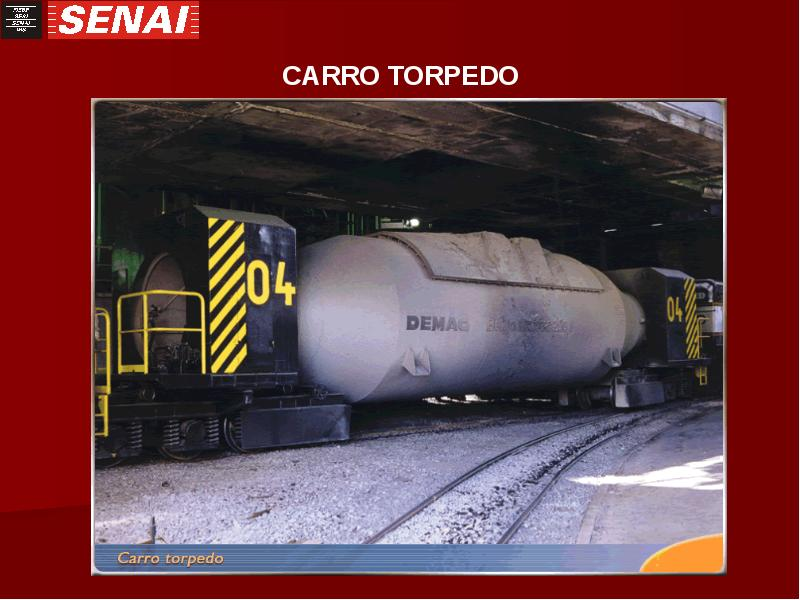 SENAI
CARRO TORPEDO
04
04
DEMAG
Carro torpedo